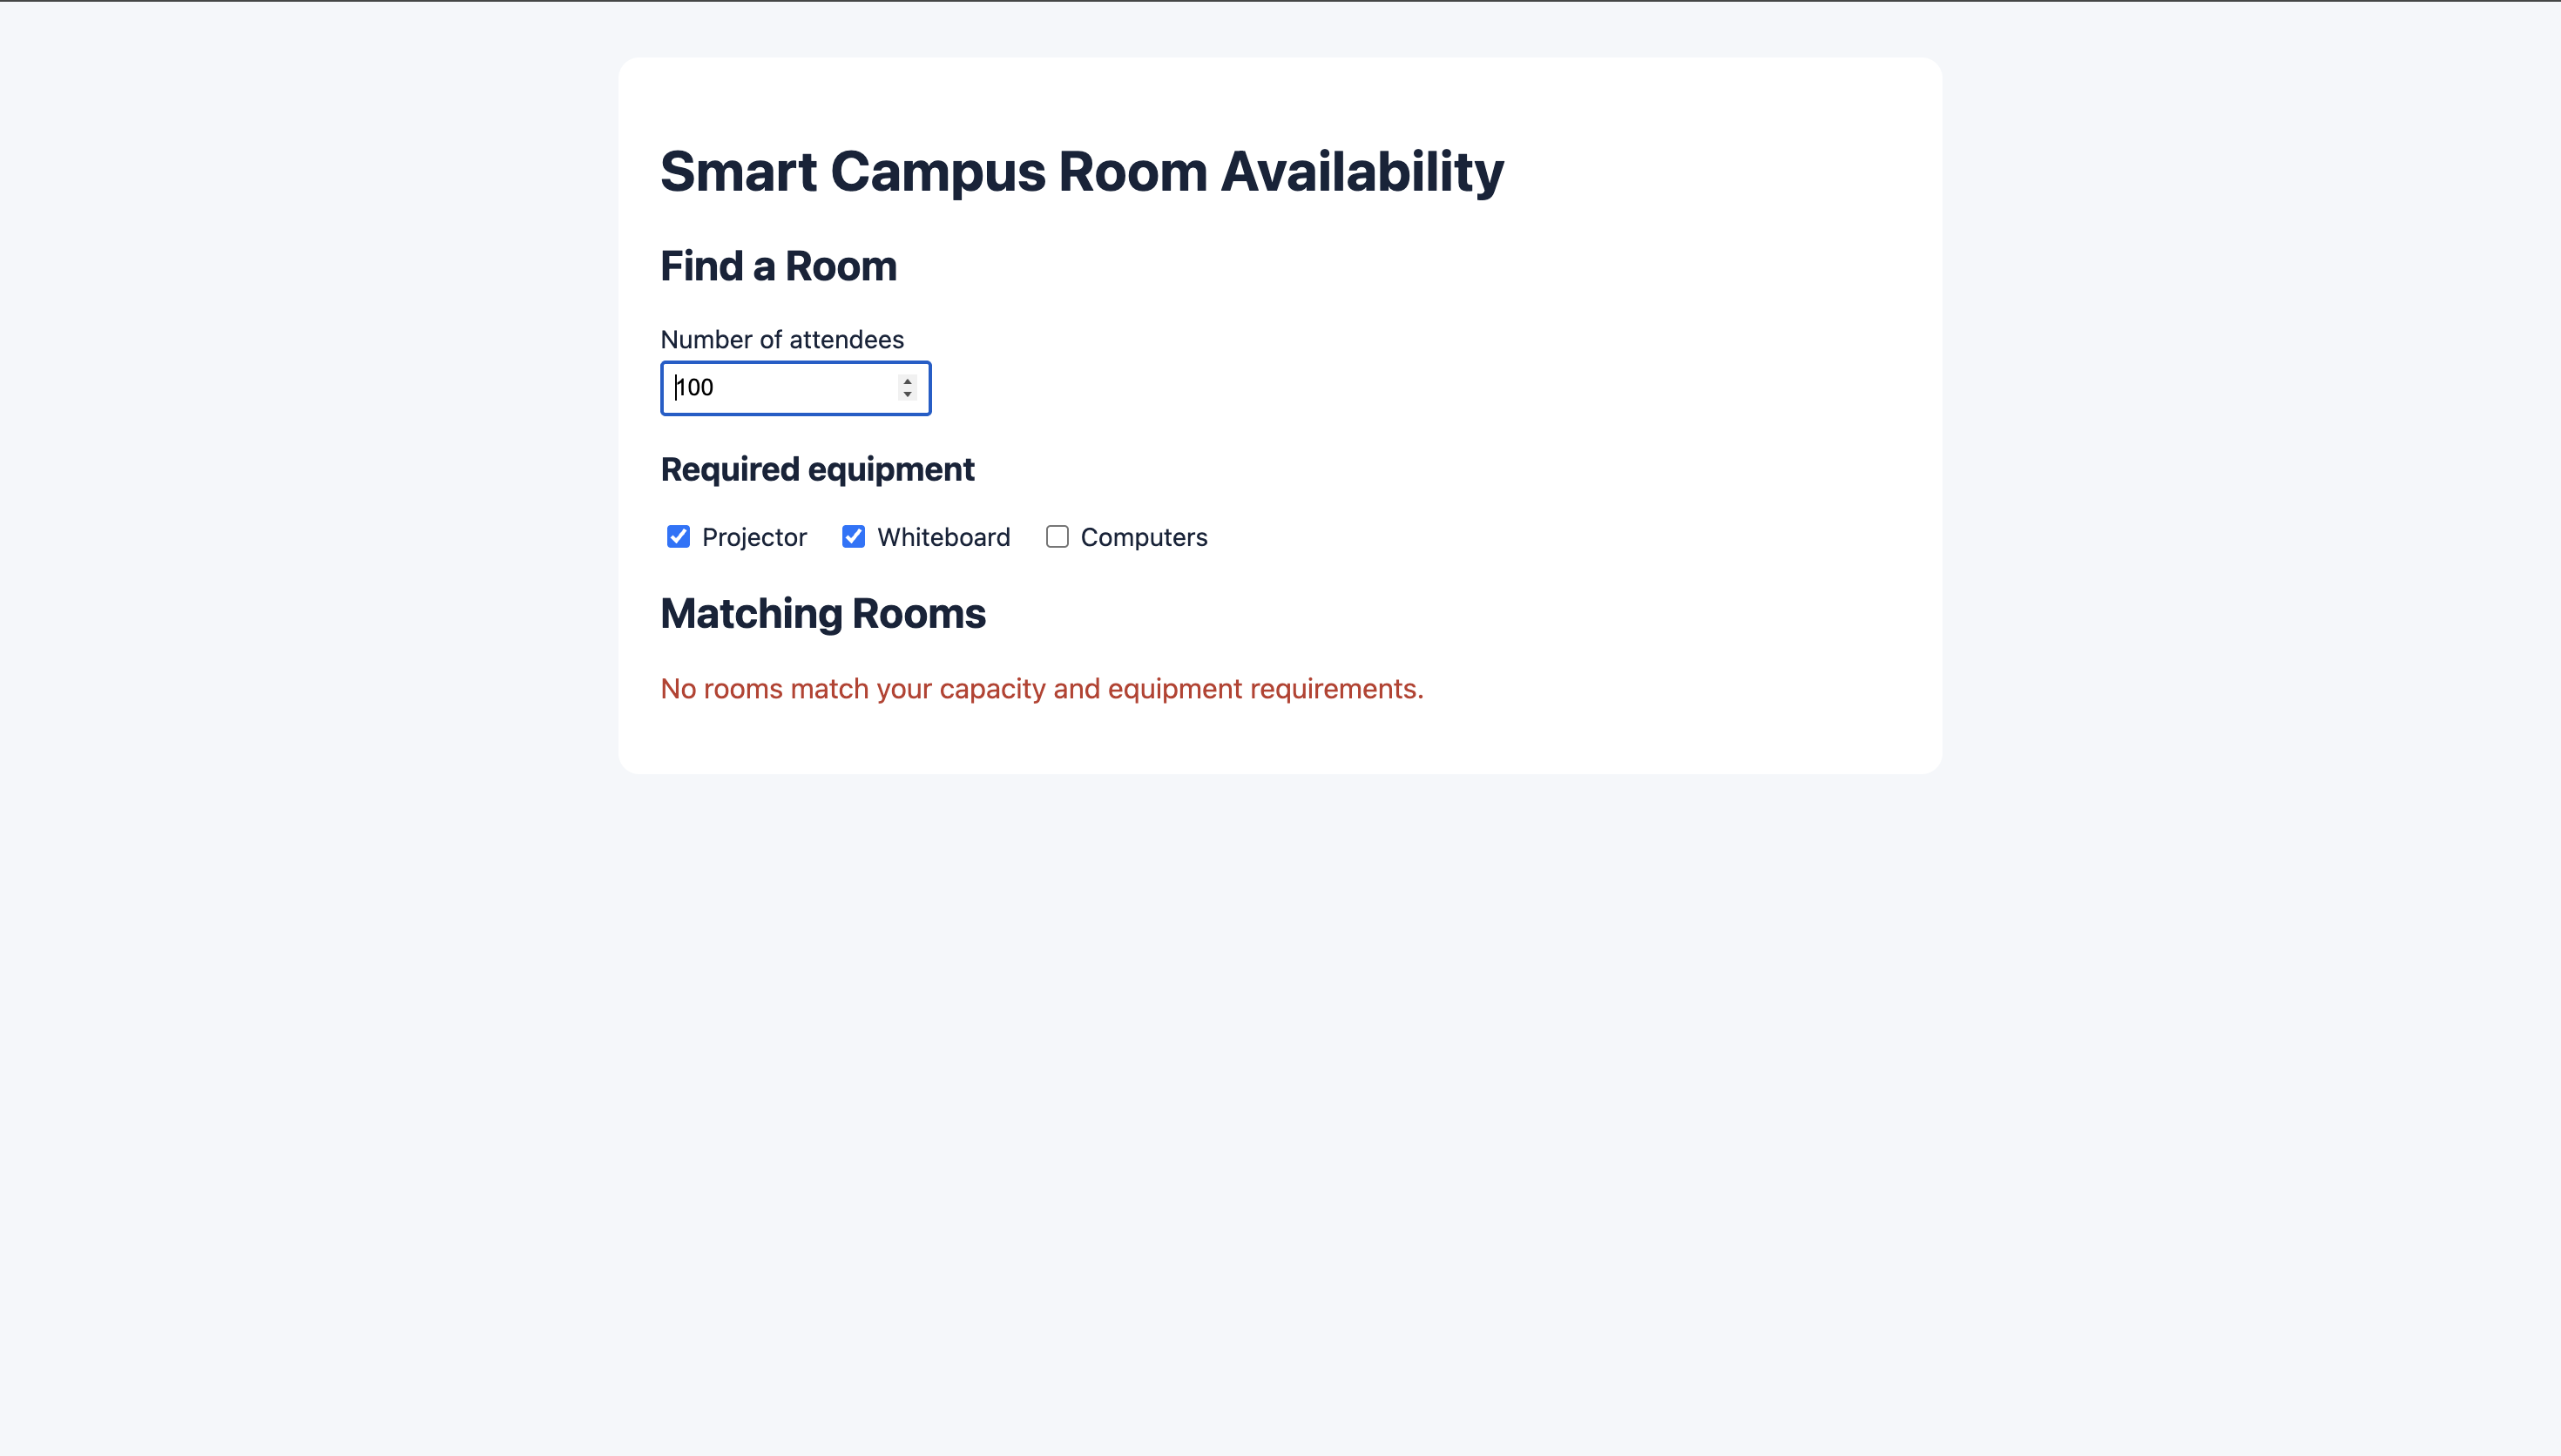 Smart Campus Room Availability
Find a Room
Number of attendees
100
Required equipment
Projector Whiteboard Computers
Matching Rooms
No rooms match your capacity and equipment requirements.